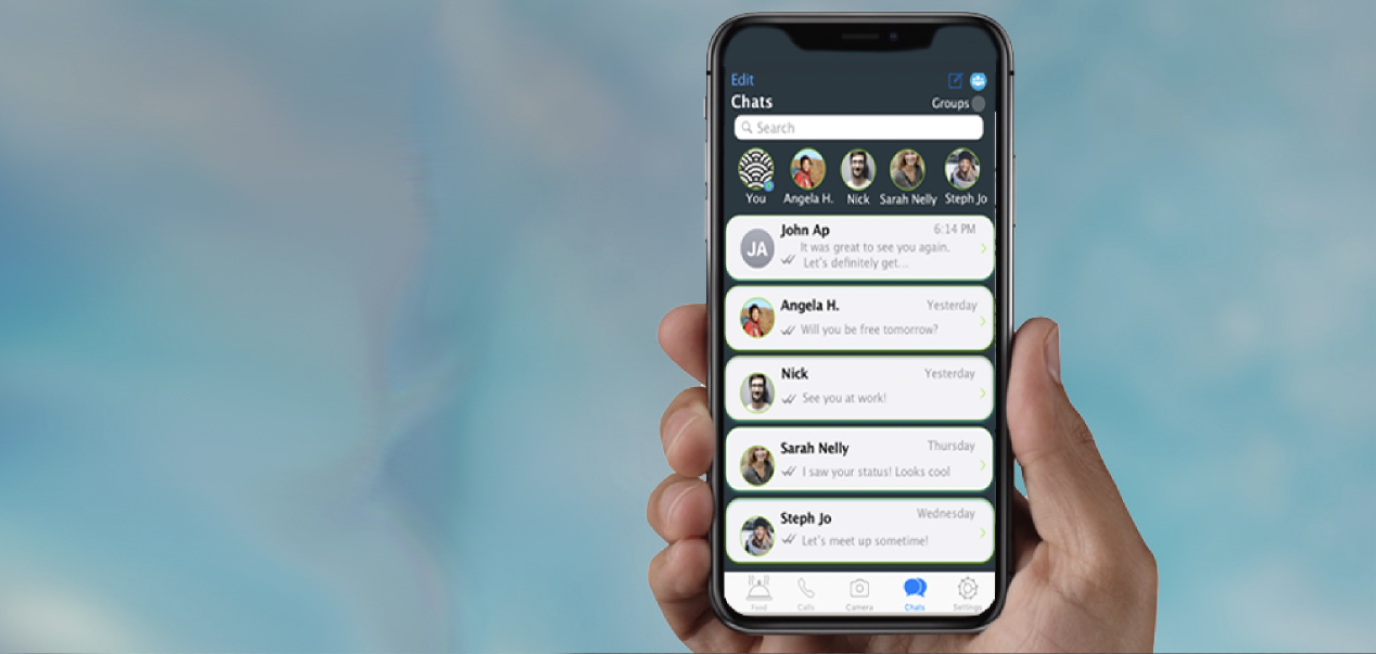 Edit
Chats
Groups
Search
You Angela H. Nick Sarah Nelly Steph Jo
JA
John Ap
6:14 PM
It was great to see you again.
Let's definitely get...
Angela H.
Yesterday
Will you be free tomorrow?
Nick
Yesterday
See you at work!
Sarah Nelly
Thursday
I saw your status! Looks cool
Steph Jo
Wednesday
Let's meet up sometime!
Food Calls Camera Chats Settings